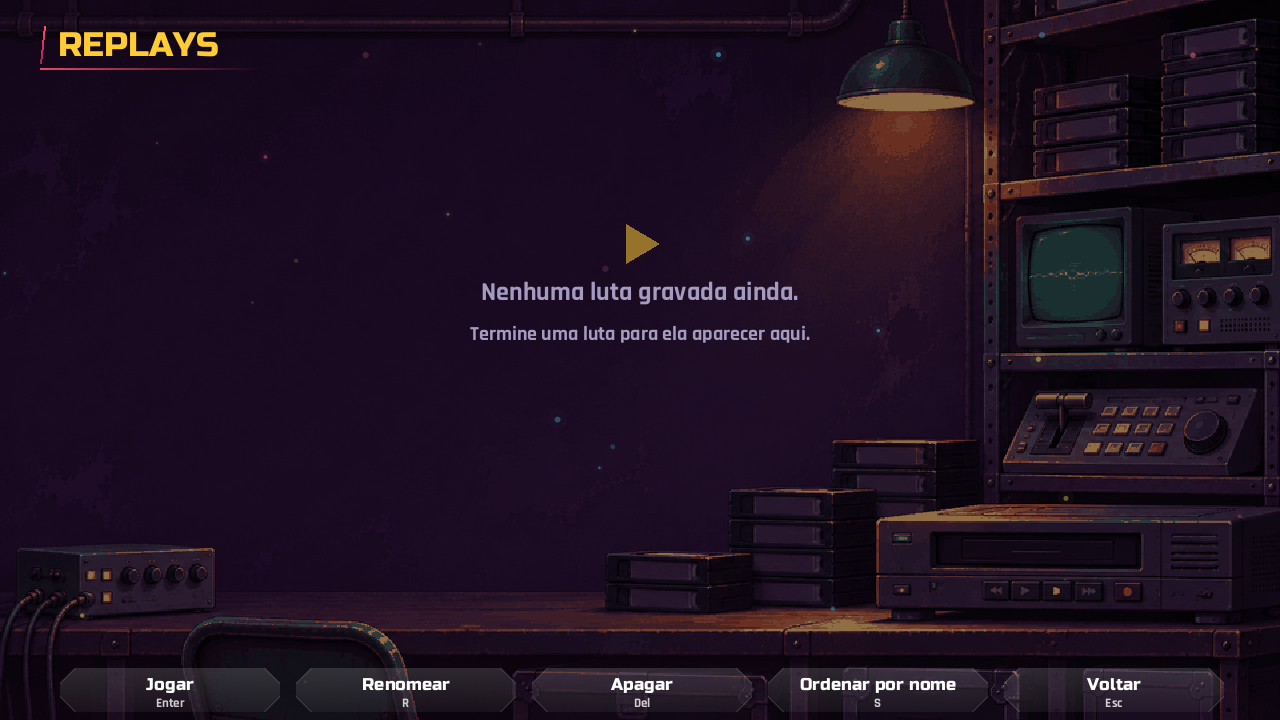 REPLAYS
Nenhuma luta gravada ainda.
Termine uma luta para ela aparecer aqui.
Jogar
Enter
Renomear
R
Apagar
Del
Ordenar por nome
S
Voltar
Esc